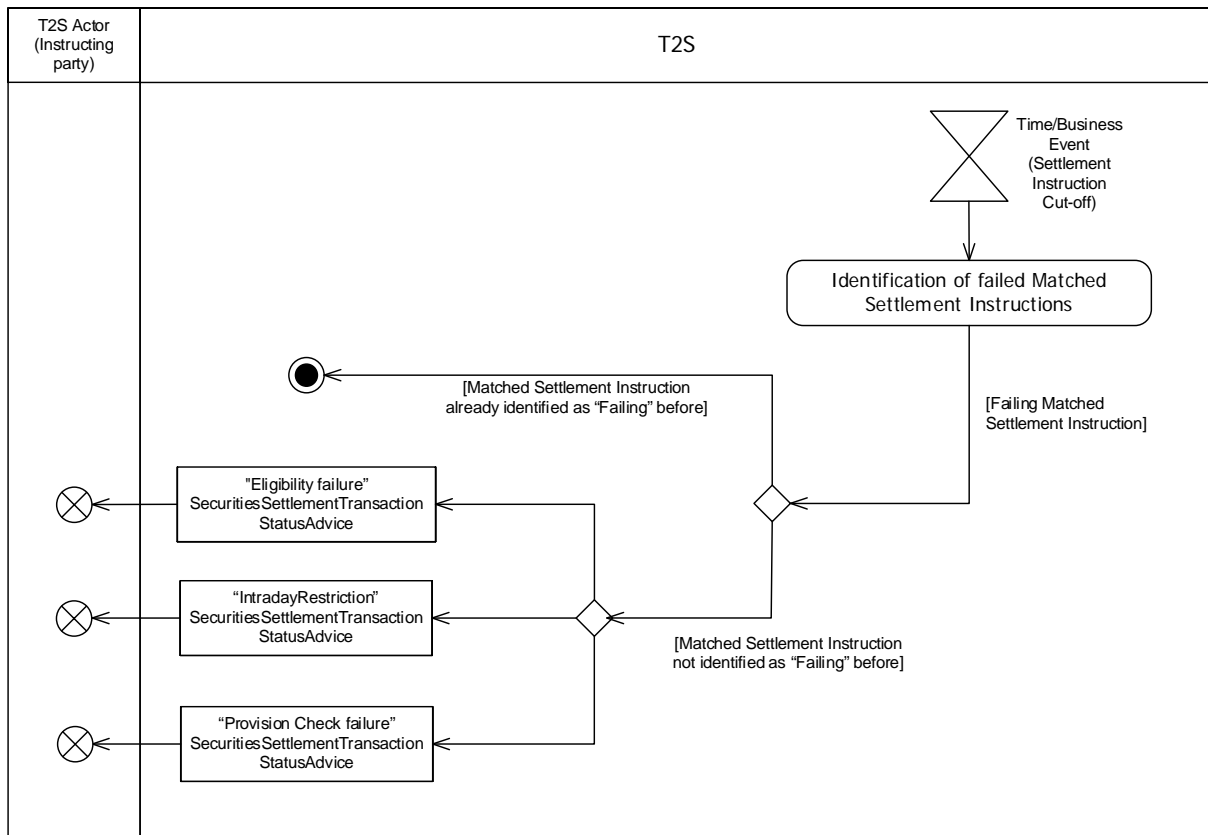 T2S Actor
(Instructing
party)
T2S
Time/Business
Event
(Settlement
Instruction
Cut-off)
Identification of failed Matched
Settlement Instructions
[Matched Settlement Instruction
already identified as “Failing” before]
[Failing Matched
Settlement Instruction]
"Eligibility failure”
SecuritiesSettlementTransaction
StatusAdvice
“IntradayRestriction”
SecuritiesSettlementTransaction
StatusAdvice
[Matched Settlement Instruction
not identified as “Failing” before]
“Provision Check failure”
SecuritiesSettlementTransaction
StatusAdvice